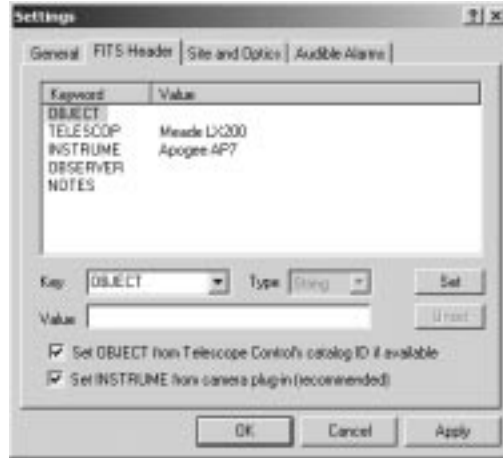 Settings
General FITS Header Site and Optics Audible Alarms
Keyword Value
OBJECT
TELESCOP Meade LX200
INSTRUME Apogee AP7
OBSERVER
NOTES
Key OBJECT Type String Set
Value Unset
Set OBJECT from Telescope Control's catalog ID if available
Set INSTRUME from camera plug-in (recommended)
OK Cancel Apply